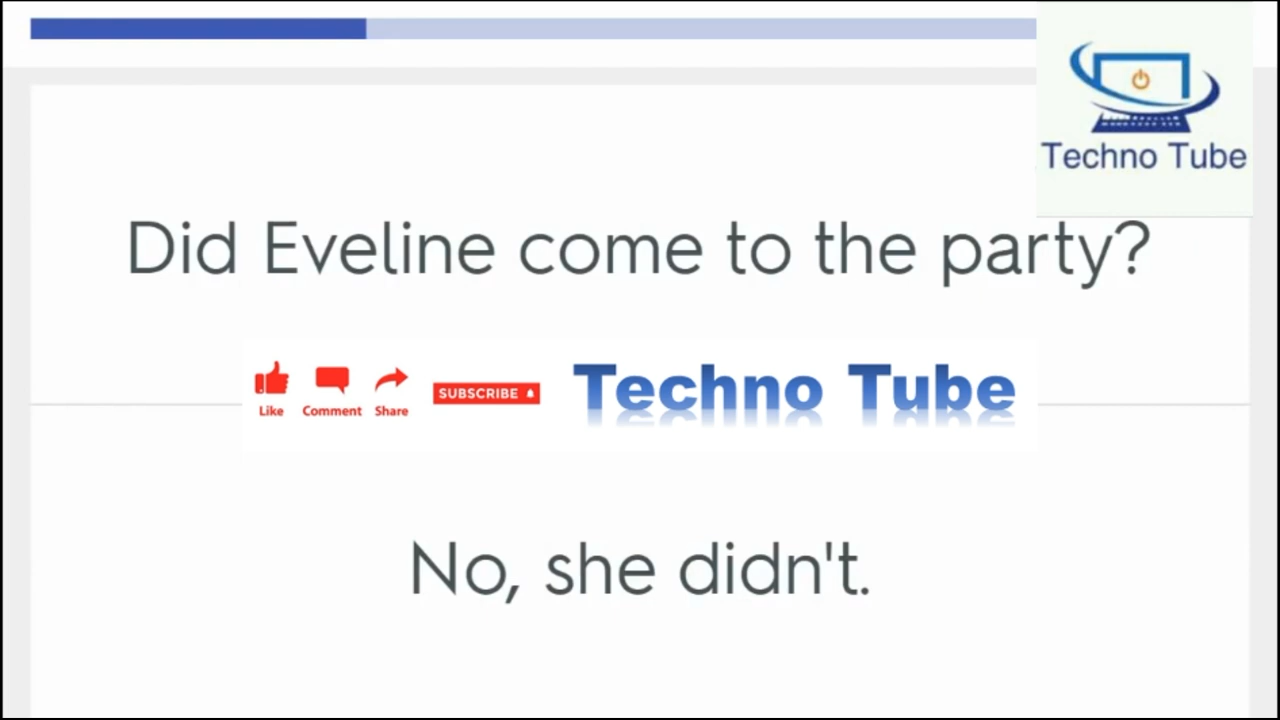 Techno Tube
Did Eveline come to the party?
Like Comment Share SUBSCRIBE Techno Tube
No, she didn't.